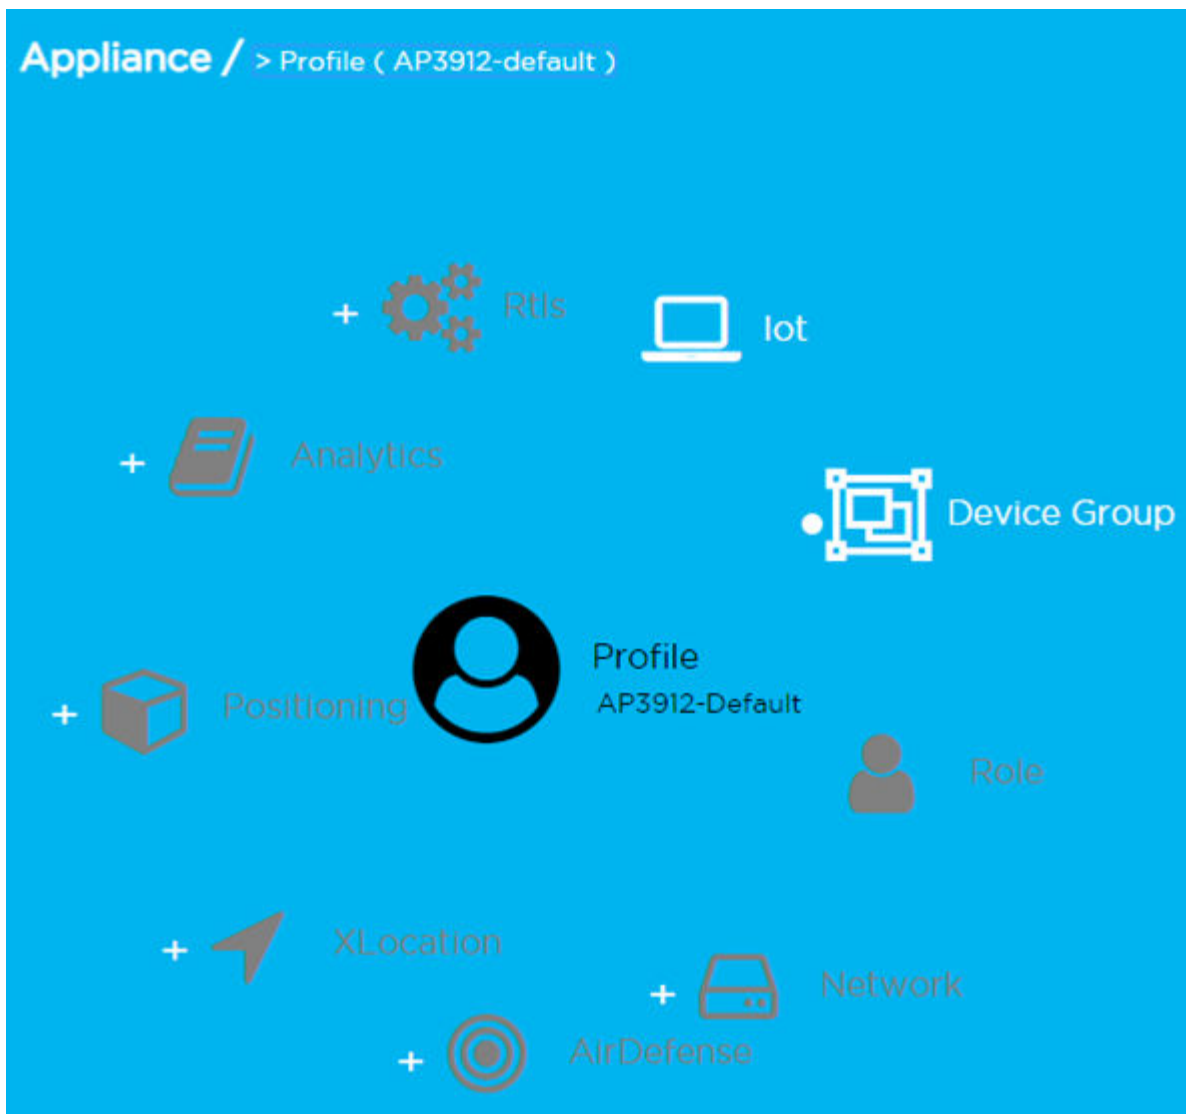 Appliance / > Profile ( AP3912-default )
+ Rtls
Iot
+ Analytics
Device Group
Profile
AP3912-Default
+ Positioning
Role
+ XLocation
+ Network
+ AirDefense